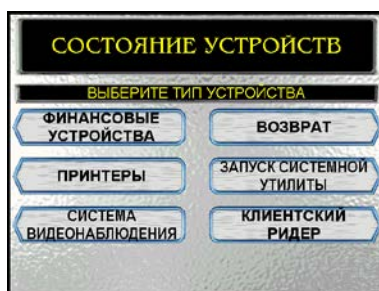 СОСТОЯНИЕ УСТРОЙСТВ
ВЫБЕРИТЕ ТИП УСТРОЙСТВА
ФИНАНСОВЫЕ
УСТРОЙСТВА
ВОЗВРАТ
ПРИНТЕРЫ
ЗАПУСК СИСТЕМНОЙ
УТИЛИТЫ
СИСТЕМА
ВИДЕОНАБЛЮДЕНИЯ
КЛИЕНТСКИЙ
РИДЕР